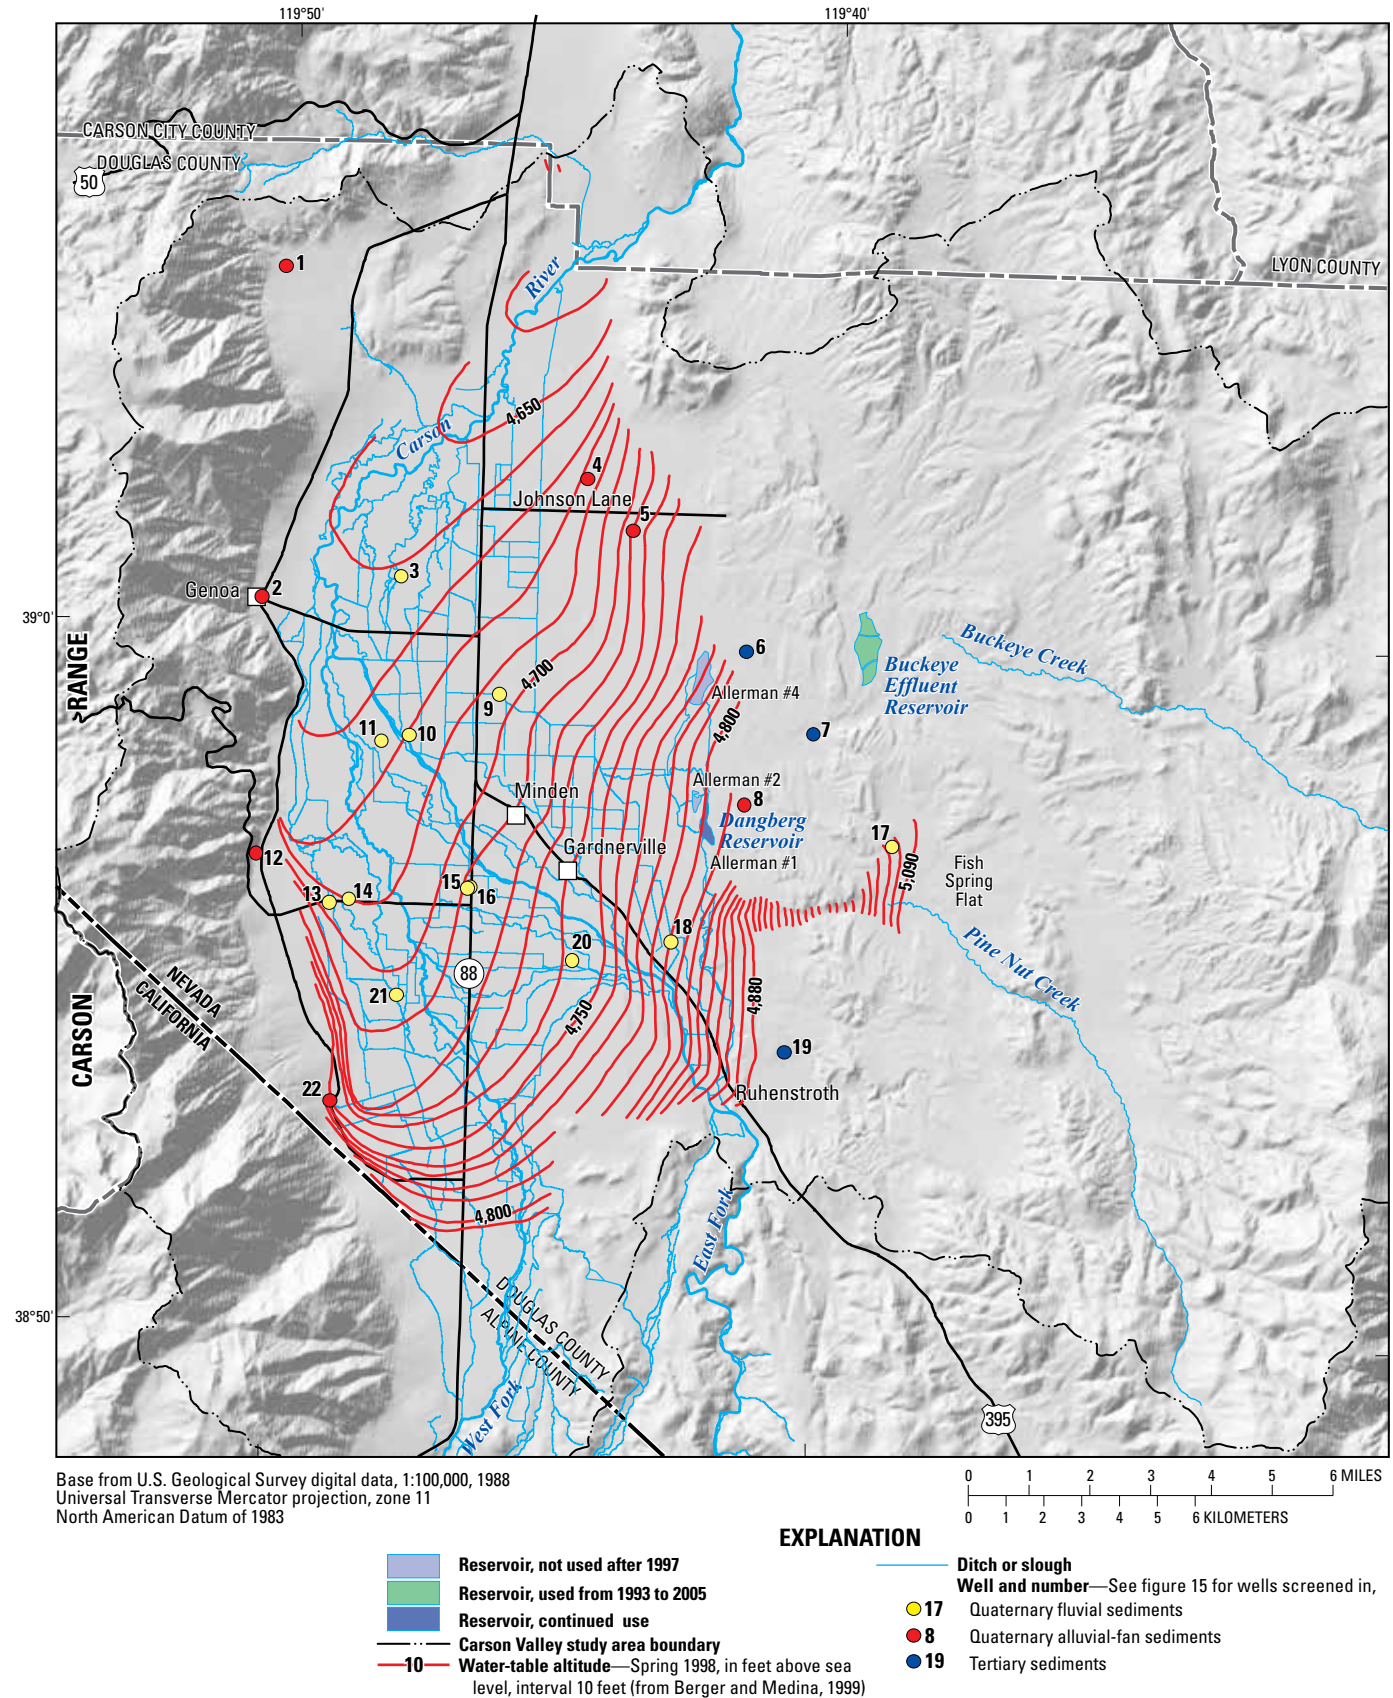 119°50'
119°40'
CARSON CITY COUNTY
DOUGLAS COUNTY
50
1
River
LYON COUNTY
4,650
Carson
4
Johnson Lane
5
3
Genoa
2
39°0'
RANGE
6
Buckeye Creek
Buckeye
Effluent
Reservoir
4,700
Allerman #4
9
4,800
11
10
7
Allerman #2
Minden
8
Dangberg
Reservoir
Gardnerville
Allerman #1
17
5,090
Fish
Spring
Flat
12
13
14
15
16
18
20
Pine Nut Creek
88
NEVADA
CALIFORNIA
21
4,880
4,750
CARSON
19
22
Ruhenstroth
4,800
East Fork
DOUGLAS COUNTY
ALPINE COUNTY
38°50'
West Fork
395
Base from U.S. Geological Survey digital data, 1:100,000, 1988
Universal Transverse Mercator projection, zone 11
North American Datum of 1983
0 1 2 3 4 5 6 MILES
0 1 2 3 4 5 6 KILOMETERS
EXPLANATION
Reservoir, not used after 1997
Reservoir, used from 1993 to 2005
Reservoir, continued use
Carson Valley study area boundary
10 Water-table altitude—Spring 1998, in feet above sea
level, interval 10 feet (from Berger and Medina, 1999)
Ditch or slough
Well and number—See figure 15 for wells screened in,
17 Quaternary fluvial sediments
8 Quaternary alluvial-fan sediments
19 Tertiary sediments